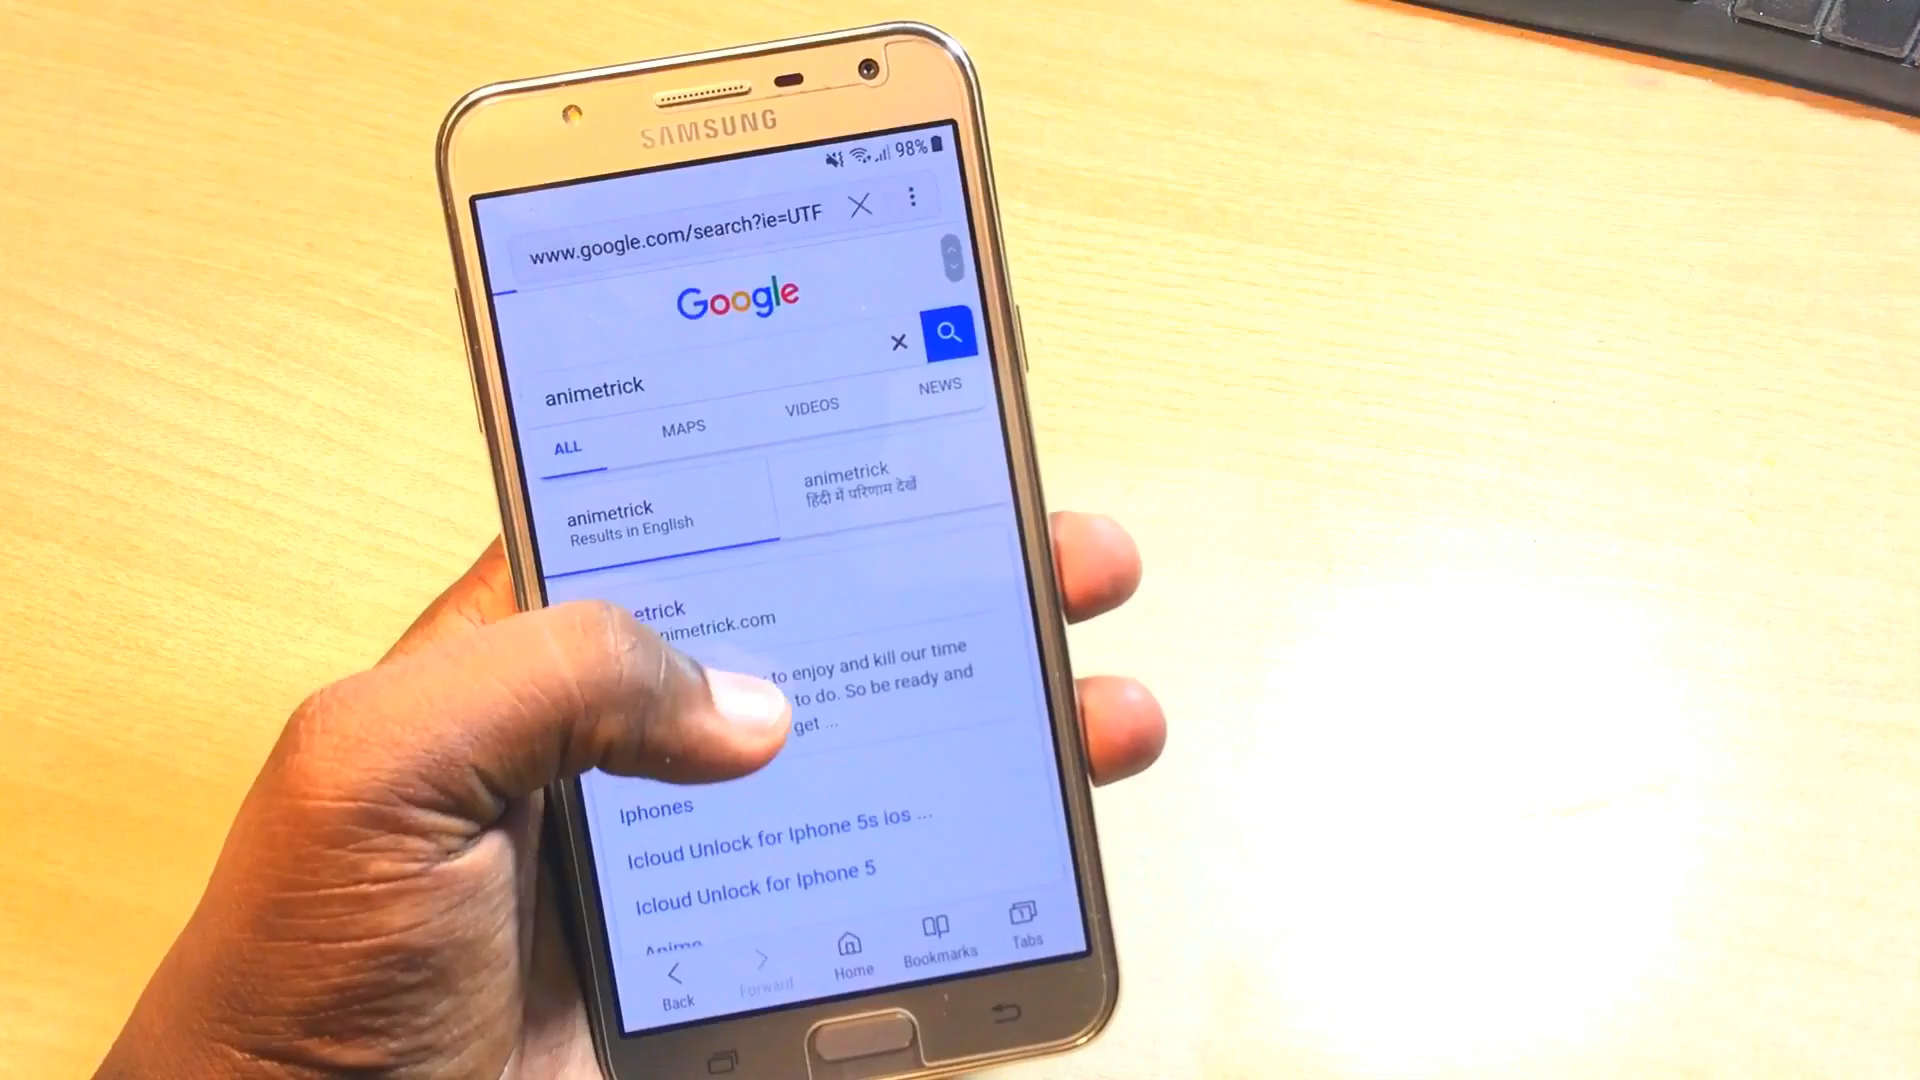 SAMSUNG
98%
www.google.com/search?ie=UTF
Google
animetrick
ALL MAPS VIDEOS NEWS
animetrick
Results in English
animetrick
हिंदी में परिणाम देखें
etrick
nimetrick.com
to enjoy and kill our time
to do. So be ready and
get ...
Iphones
Icloud Unlock for Iphone 5s Ios ...
Icloud Unlock for Iphone 5
Anime
Back Forward Home Bookmarks Tabs
1